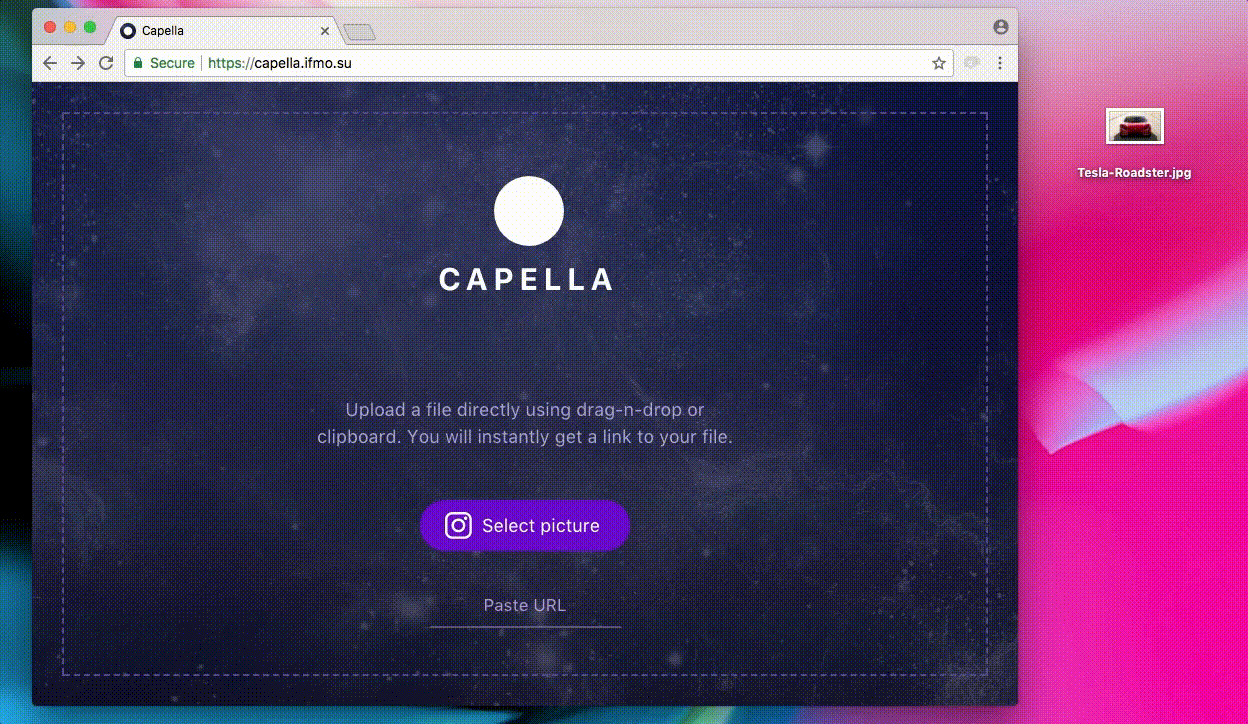 Capella
Secure https://capella.ifmo.su
Tesla-Roadster.jpg
CAPELLA
Upload a file directly using drag-n-drop or
clipboard. You will instantly get a link to your file.
Select picture
Paste URL